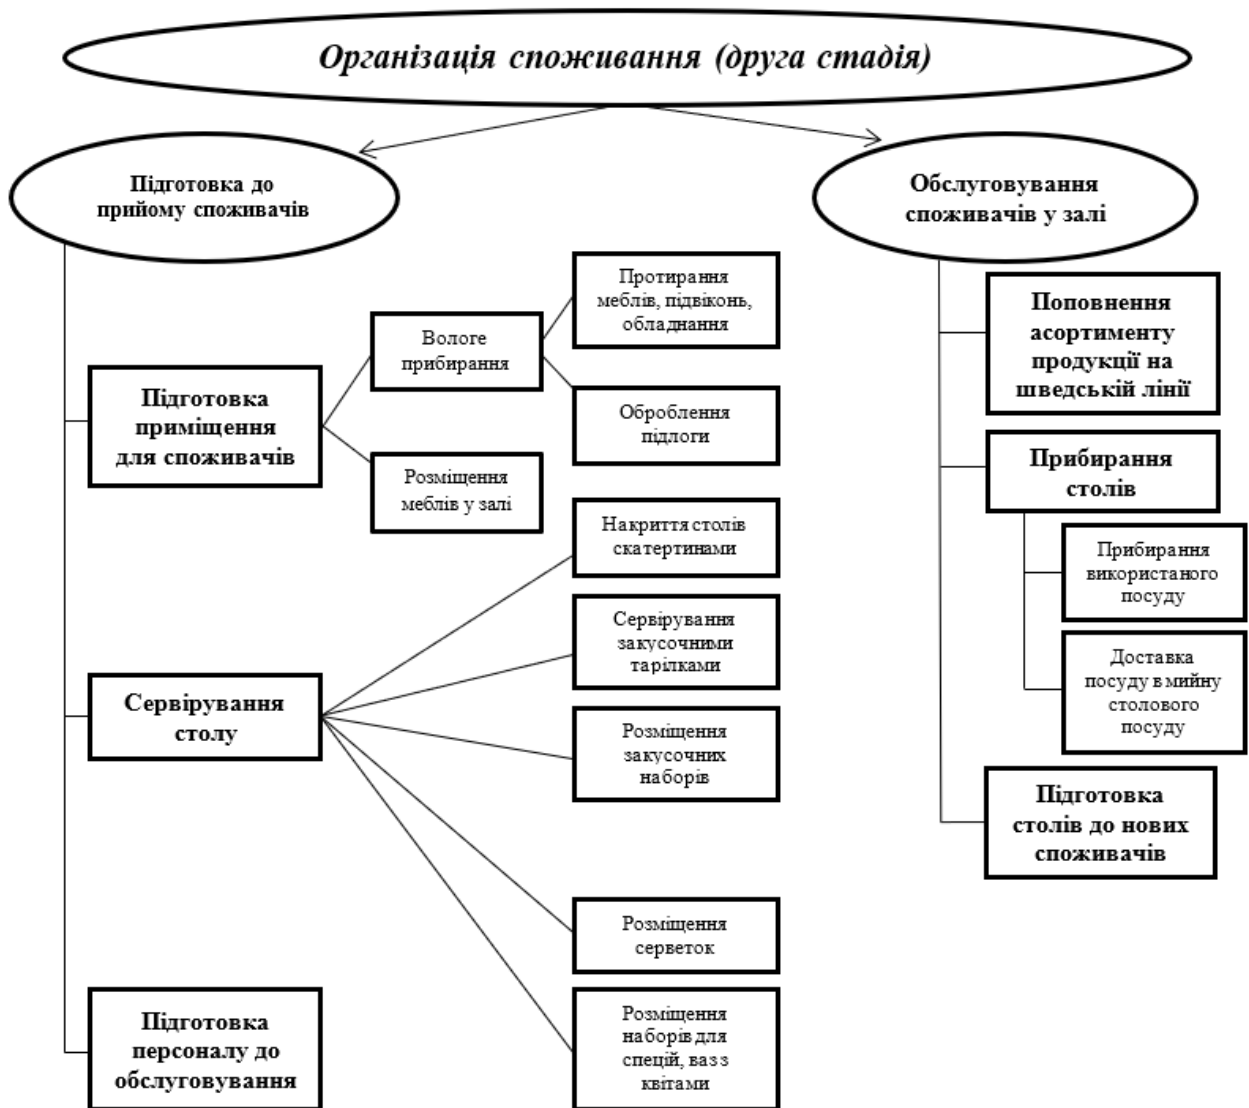 Організація споживання (друга стадія)
Підготовка до
прийому споживачів
Обслуговування
споживачів у залі
Підготовка
приміщення
для споживачів
Вологе
прибирання
Протирання
меблів, підвіконь,
обладнання
Оброблення
підлоги
Розміщення
меблів у залі
Сервірування
столу
Накриття столів
скатертинами
Сервірування
закусочними
тарілками
Розміщення
закусочних
наборів
Розміщення
серветок
Розміщення
наборів для
спецій, ваз з
квітами
Підготовка
персоналу до
обслуговування
Поповнення
асортименту
продукції на
шведській лінії
Прибирання
столів
Прибирання
використаного
посуду
Доставка
посуду в мийну
столового
посуду
Підготовка
столів до нових
споживачів